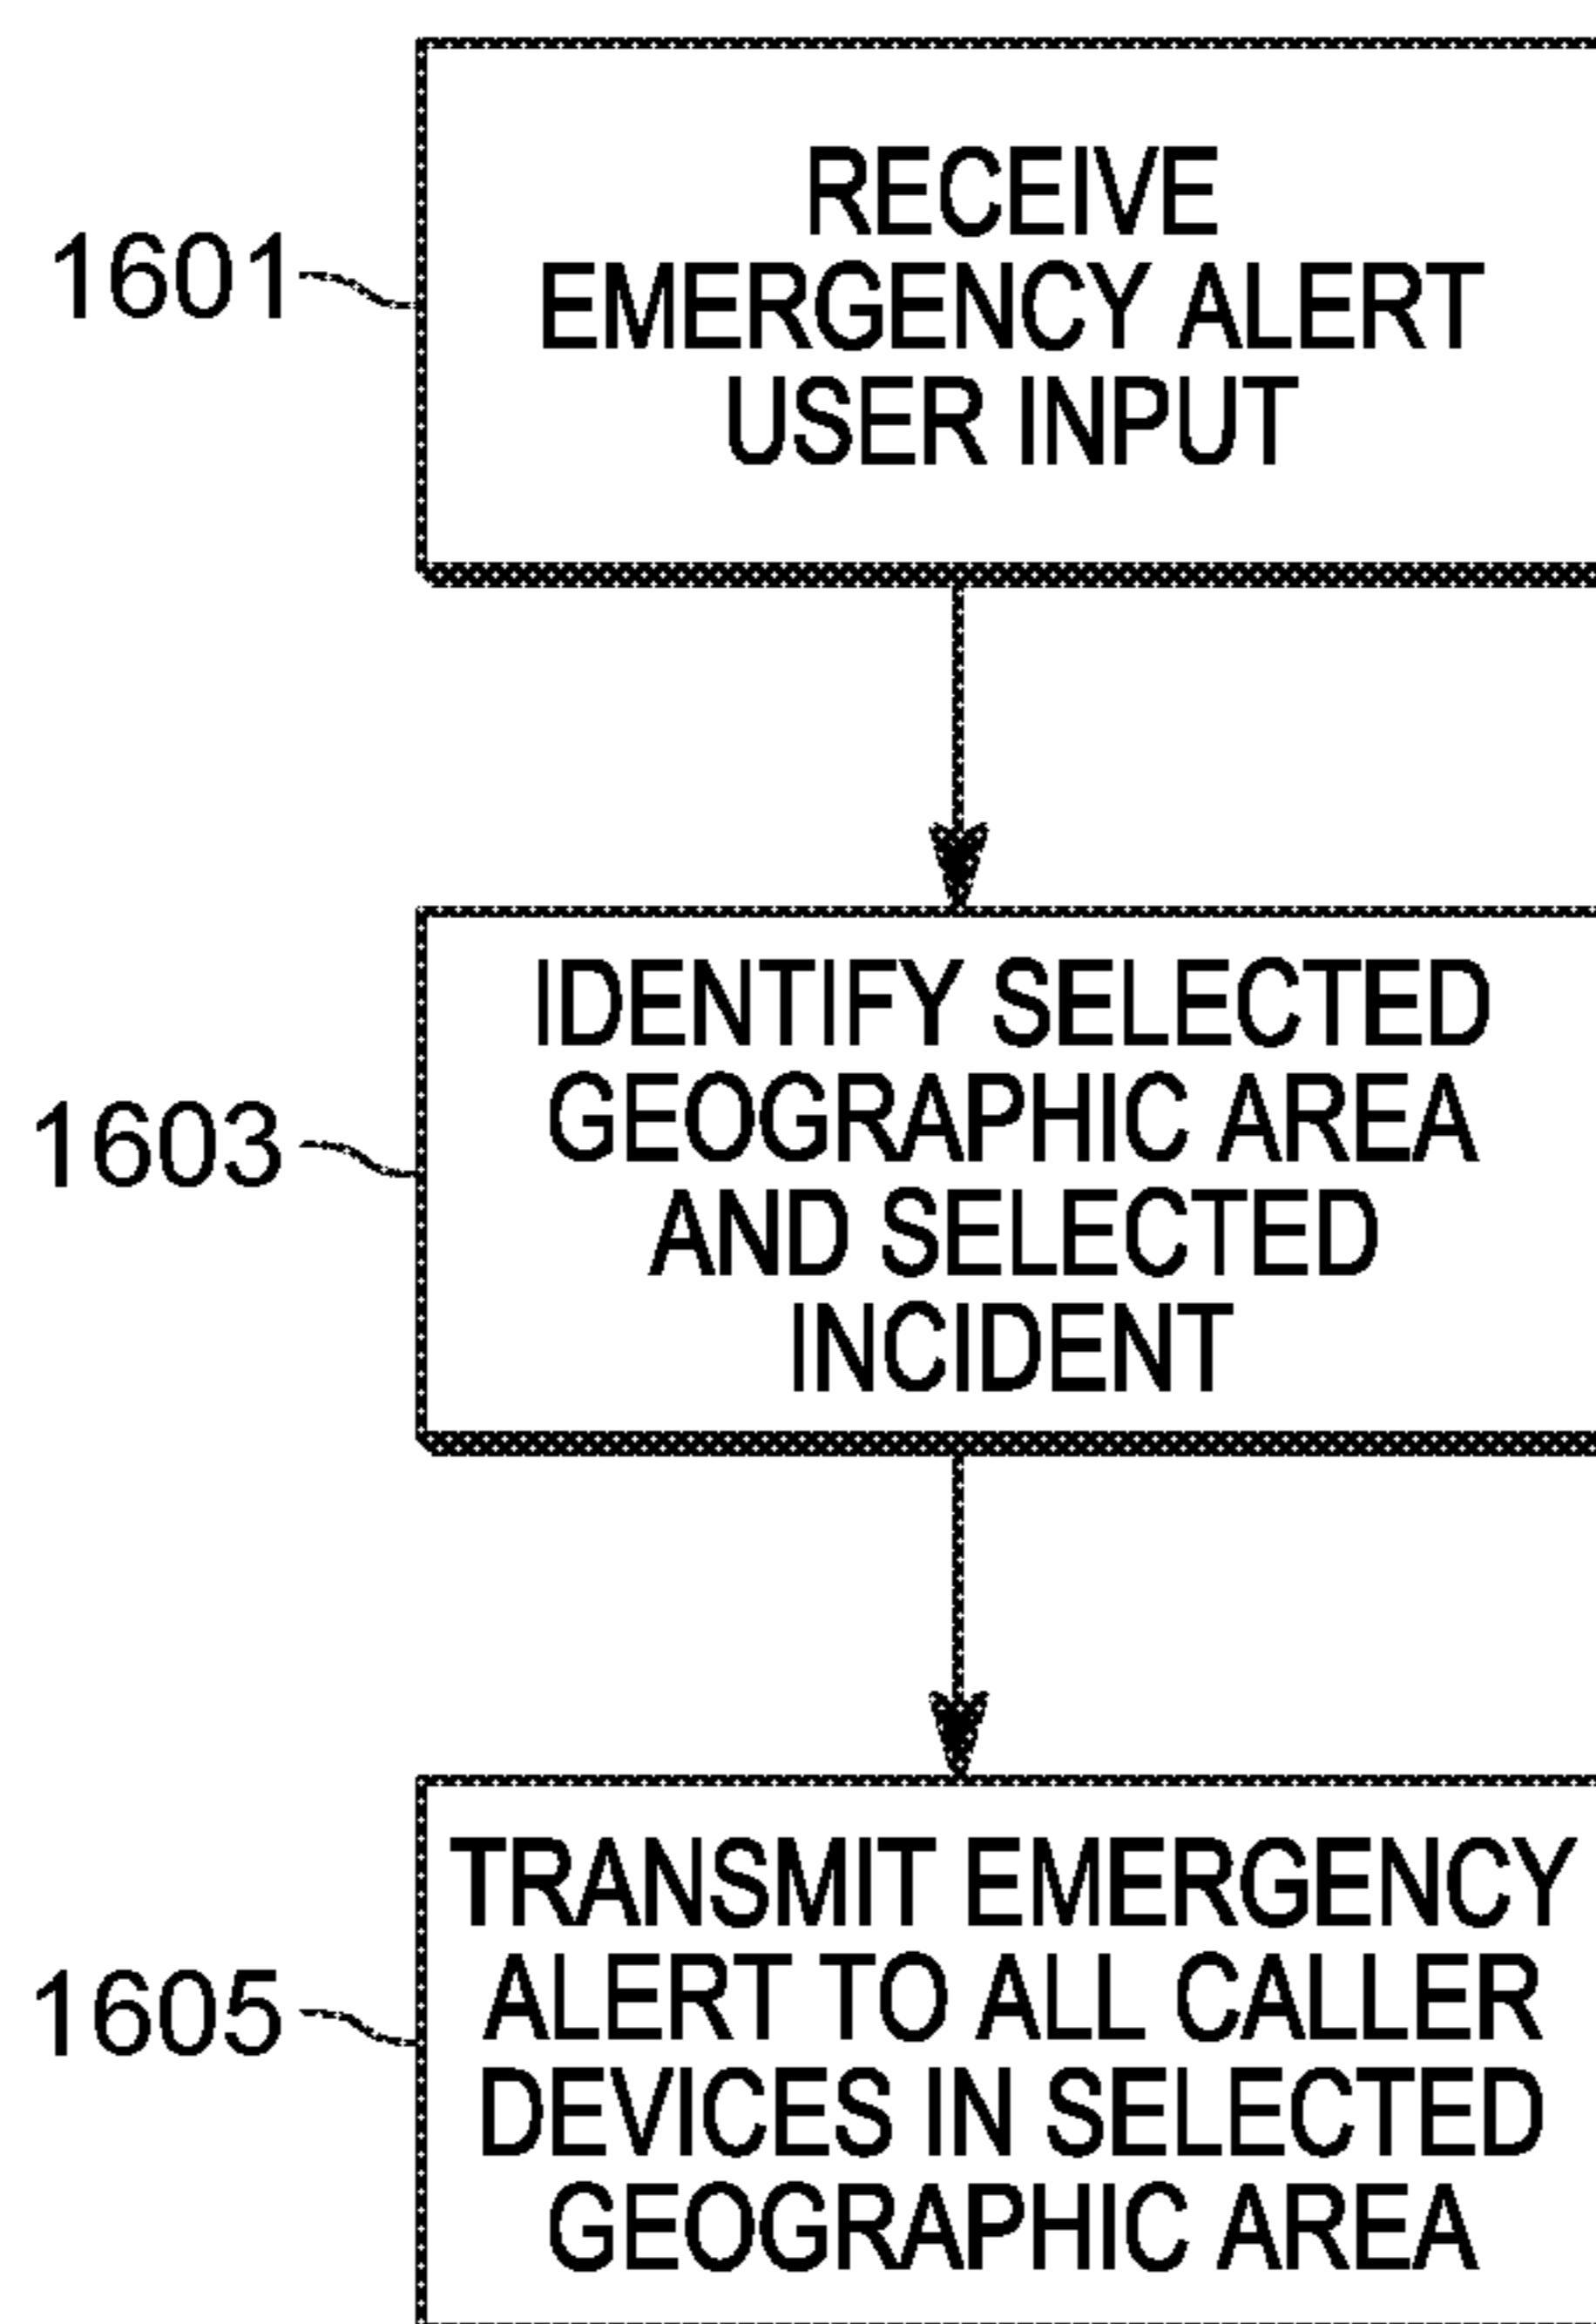 RECEIVE
EMERGENCY ALERT
USER INPUT
1601
IDENTIFY SELECTED
GEOGRAPHIC AREA
AND SELECTED
INCIDENT
1603
TRANSMIT EMERGENCY
ALERT TO ALL CALLER
DEVICES IN SELECTED
GEOGRAPHIC AREA
1605